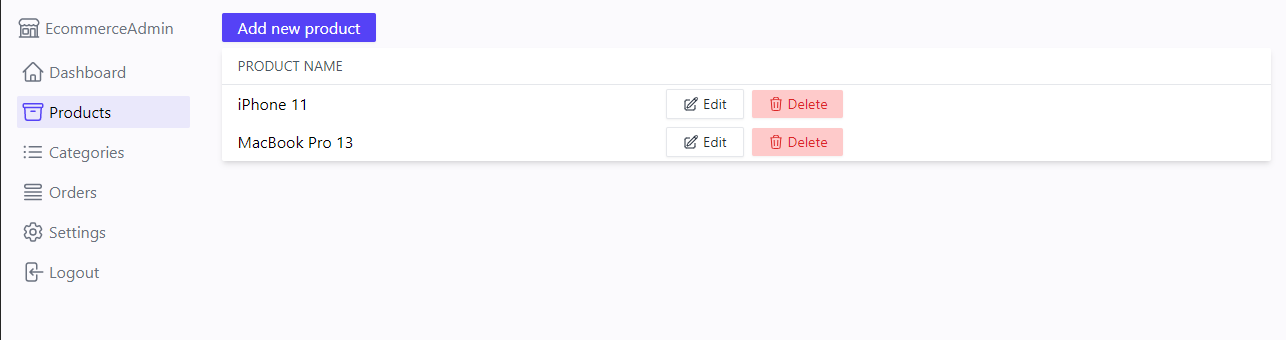 EcommerceAdmin
Dashboard
Products
Categories
Orders
Settings
Logout
Add new product
PRODUCT NAME
iPhone 11 Edit Delete
MacBook Pro 13 Edit Delete